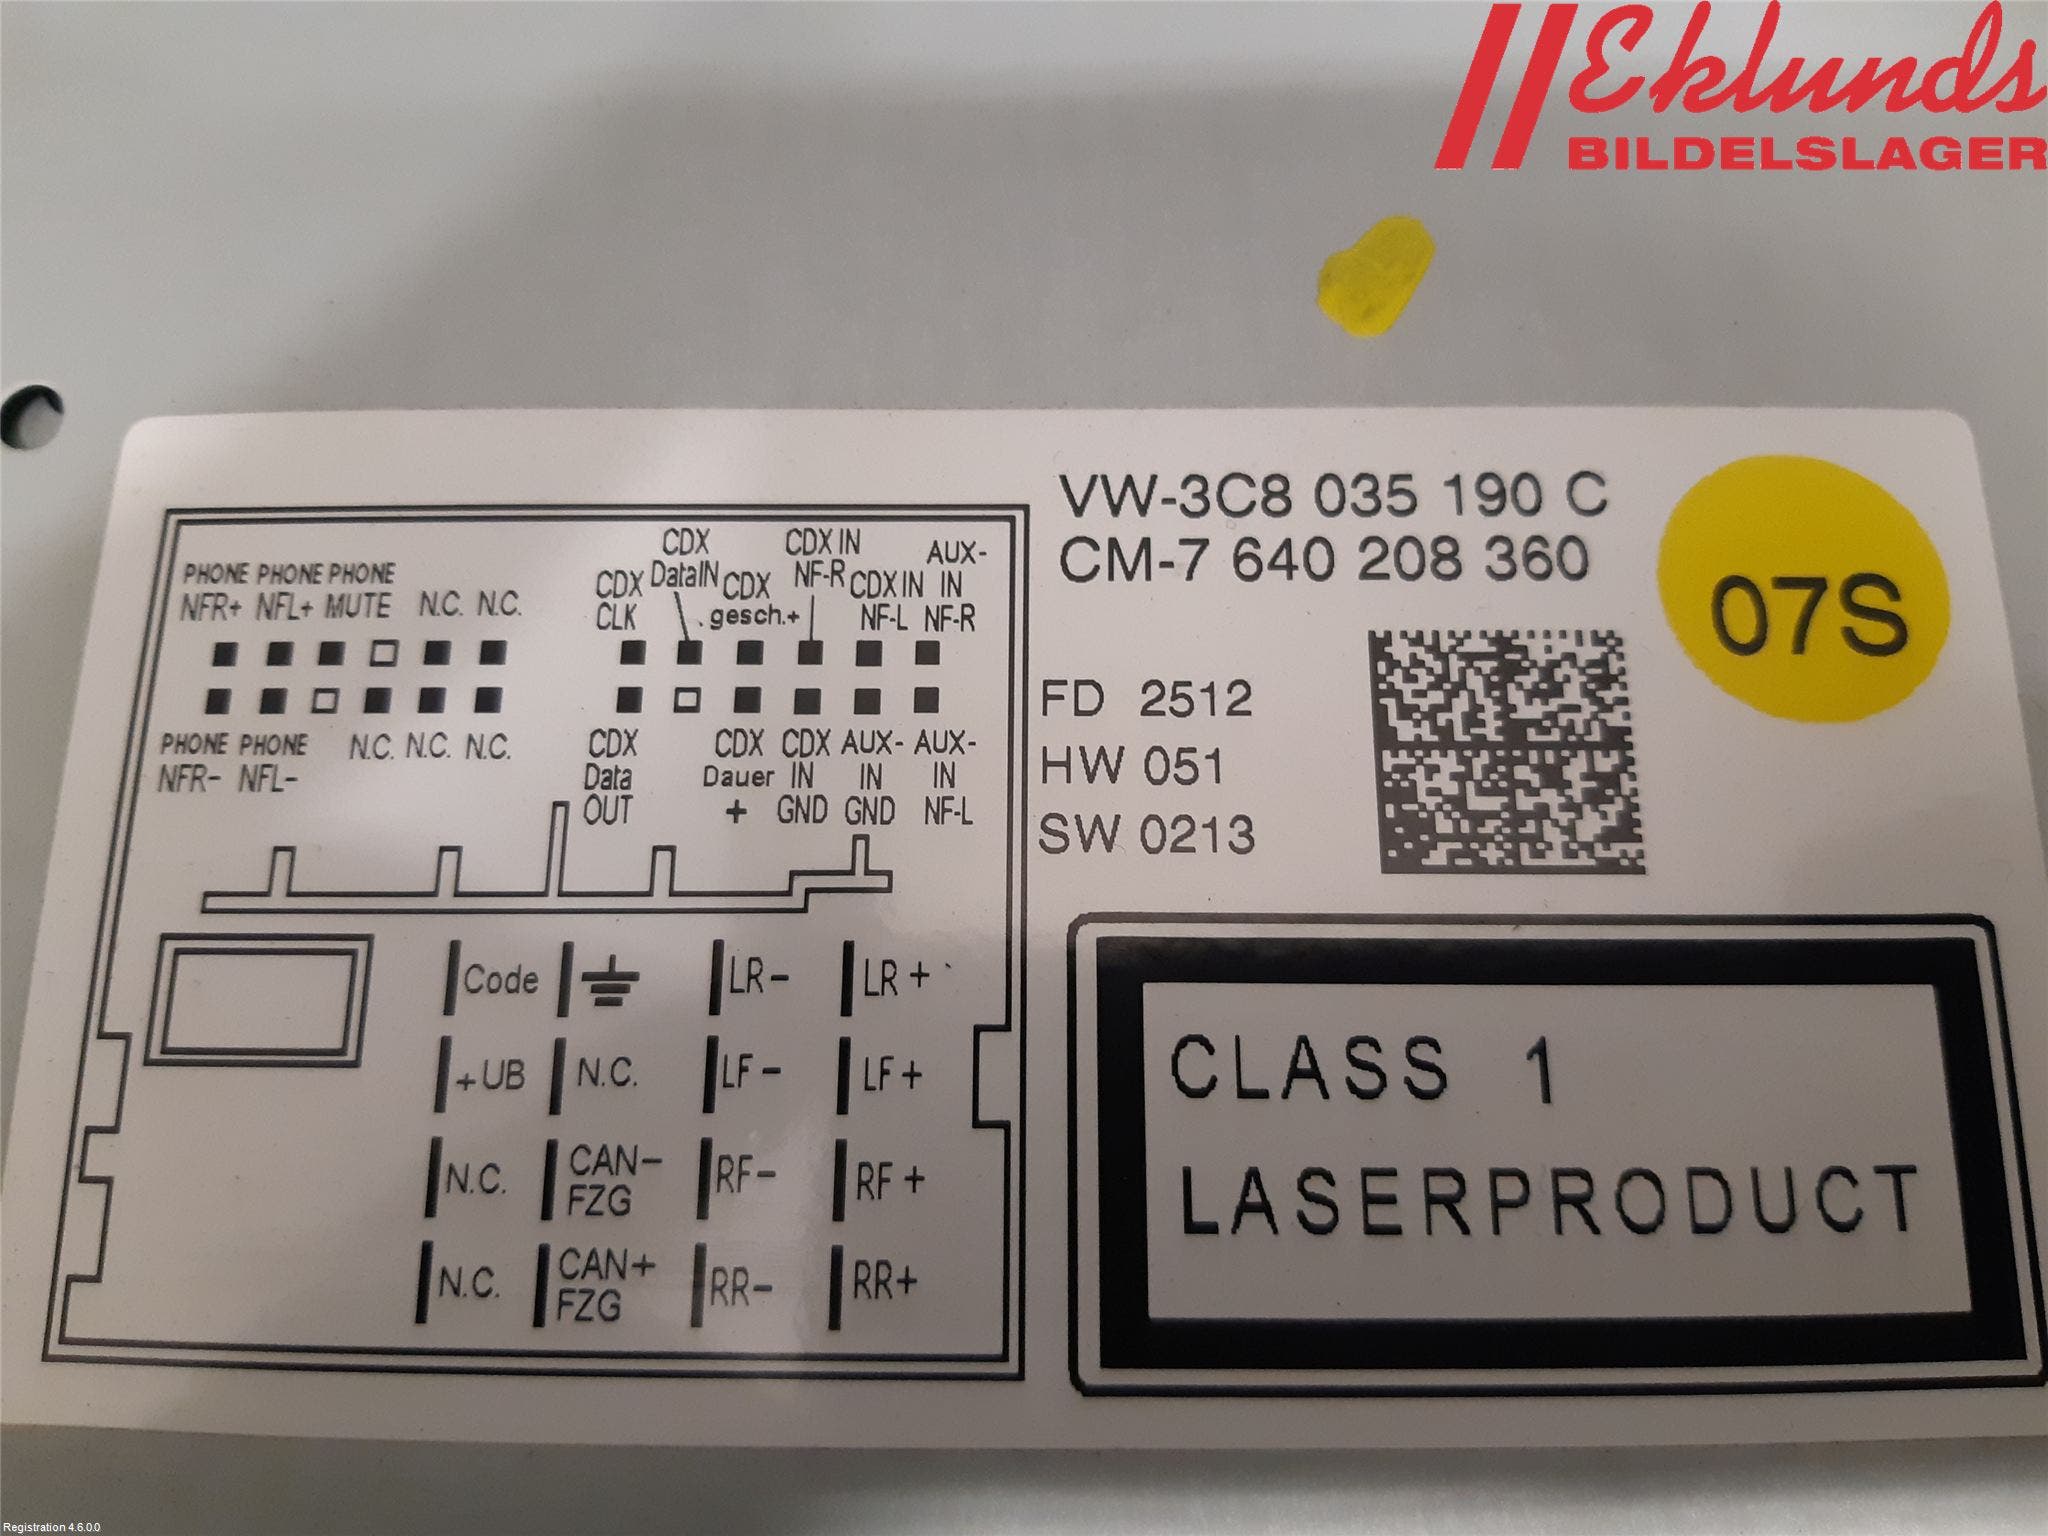 Eklunds
BILDELSLAGER
VW-3C8 035 190 C
CM-7 640 208 360
07S
FD 2512
HW 051
SW 0213
CLASS 1
LASERPRODUCT
CDX CDX IN AUX-
PHONE PHONE PHONE CDX DataIN CDX NF-R CDX IN IN
NFR+ NFL+ MUTE N.C. N.C. CLK gesch.+ NF-L NF-R
PHONE PHONE N.C. N.C. N.C. CDX CDX CDX AUX- AUX-
NFR- NFL- Data Dauer IN IN IN
OUT + GND GND NF-L
Code LR- LR+
+UB N.C. LF- LF+
N.C. CAN- RF- RF+
FZG
N.C. CAN+ RR- RR+
FZG
Registration 4.6.0.0